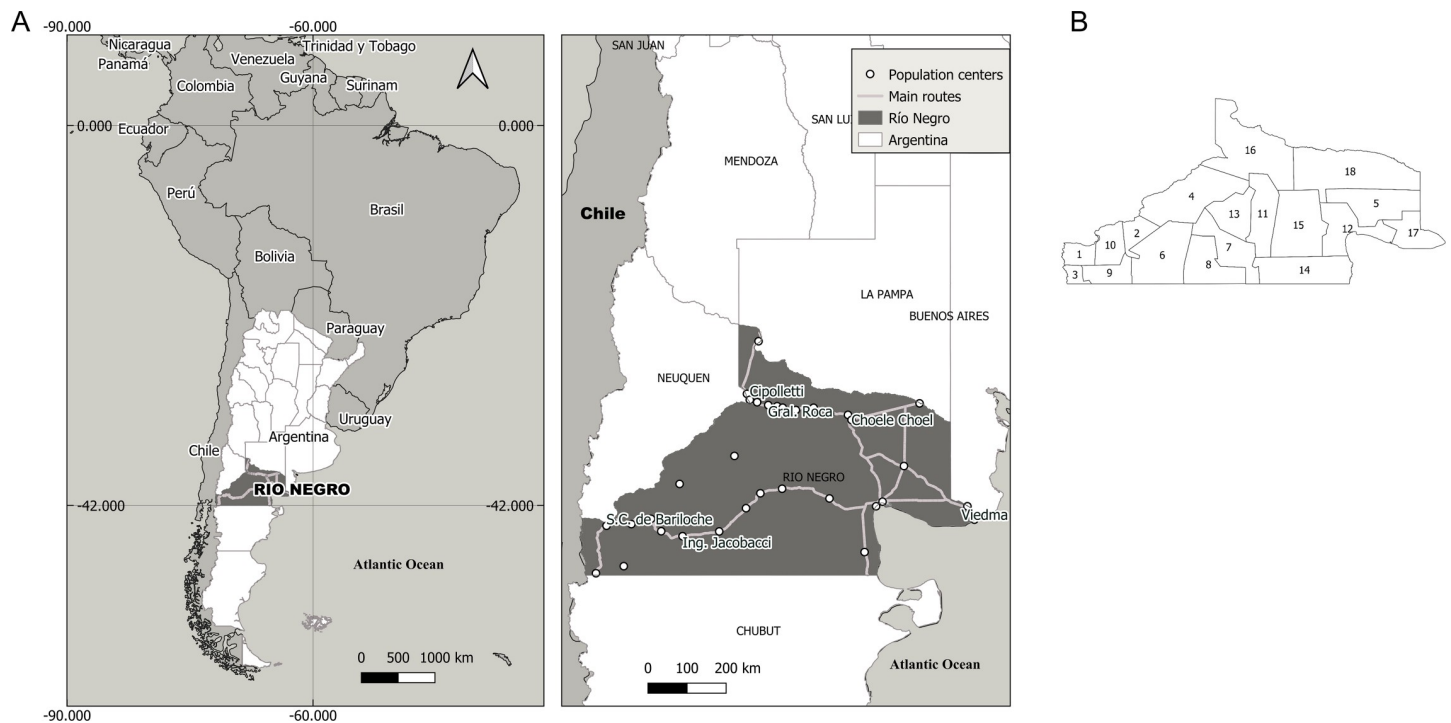 A
-90.000
-60.000
Nicaragua
Trinidad y Tobago
Panamá
Venezuela
Guyana
Colombia
Surinam
0.000
0.000
Ecuador
Perú
Brasil
Bolivia
Paraguay
Uruguay
Argentina
Chile
RIO NEGRO
-42.000
-42.000
Atlantic Ocean
0 500 1000 km
-90.000
-60.000
SAN JUAN
Population centers
Main routes
Río Negro
Argentina
SAN LU
MENDOZA
Chile
LA PAMPA
BUENOS AIRES
NEUQUEN
Cipolletti
Gral. Roca
Choele Choel
RIO NEGRO
S.C. de Bariloche
Ing. Jacobacci
Viedma
CHUBUT
0 100 200 km
Atlantic Ocean
B
16
18
4
5
13
11
15
12
17
2
10
1
6
7
8
9
3
14